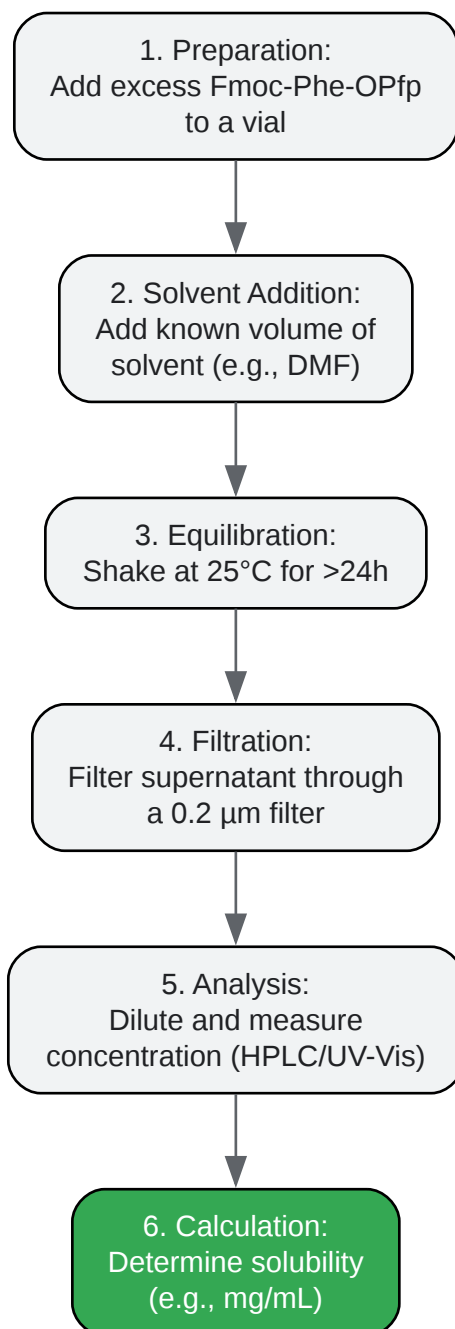 1. Preparation:
Add excess Fmoc-Phe-OPfp
to a vial
2. Solvent Addition:
Add known volume of
solvent (e.g., DMF)
3. Equilibration:
Shake at 25°C for >24h
4. Filtration:
Filter supernatant through
a 0.2 µm filter
5. Analysis:
Dilute and measure
concentration (HPLC/UV-Vis)
6. Calculation:
Determine solubility
(e.g., mg/mL)